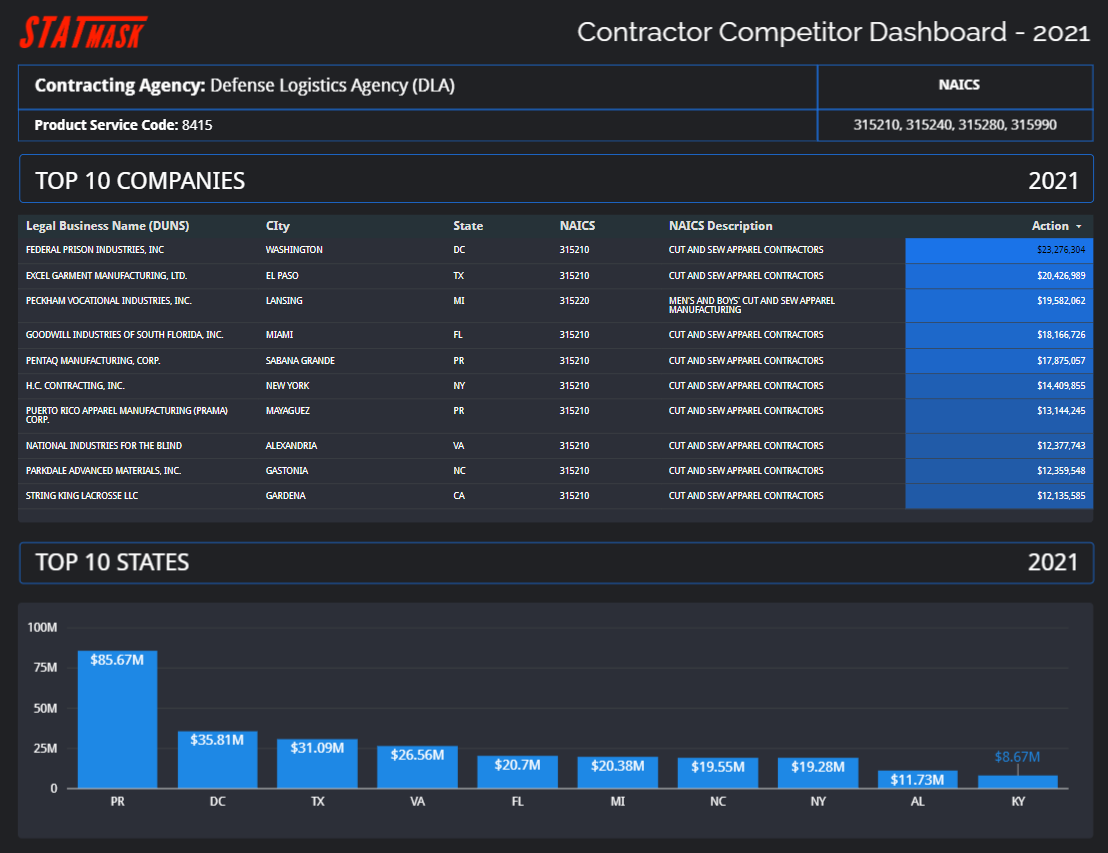 STATMASK
Contractor Competitor Dashboard - 2021
Contracting Agency: Defense Logistics Agency (DLA)
NAICS
Product Service Code: 8415
315210, 315240, 315280, 315990
TOP 10 COMPANIES 2021
Legal Business Name (DUNS) CIty State NAICS NAICS Description Action
FEDERAL PRISON INDUSTRIES, INC WASHINGTON DC 315210 CUT AND SEW APPAREL CONTRACTORS $23,276,304
EXCEL GARMENT MANUFACTURING, LTD. EL PASO TX 315210 CUT AND SEW APPAREL CONTRACTORS $20,426,989
PECKHAM VOCATIONAL INDUSTRIES, INC. LANSING MI 315220 MEN'S AND BOYS' CUT AND SEW APPAREL
MANUFACTURING
$19,582,062
GOODWILL INDUSTRIES OF SOUTH FLORIDA, INC. MIAMI FL 315210 CUT AND SEW APPAREL CONTRACTORS $18,166,726
PENTAQ MANUFACTURING, CORP. SABANA GRANDE PR 315210 CUT AND SEW APPAREL CONTRACTORS $17,875,057
H.C. CONTRACTING, INC. NEW YORK NY 315210 CUT AND SEW APPAREL CONTRACTORS $14,409,855
PUERTO RICO APPAREL MANUFACTURING (PRAMA)
CORP.
MAYAGUEZ PR 315210 CUT AND SEW APPAREL CONTRACTORS $13,144,245
NATIONAL INDUSTRIES FOR THE BLIND ALEXANDRIA VA 315210 CUT AND SEW APPAREL CONTRACTORS $12,377,743
PARKDALE ADVANCED MATERIALS, INC. GASTONIA NC 315210 CUT AND SEW APPAREL CONTRACTORS $12,359,548
STRING KING LACROSSE LLC GARDENA CA 315210 CUT AND SEW APPAREL CONTRACTORS $12,135,585
TOP 10 STATES 2021
100M
75M
50M
25M
0
$85.67M $35.81M $31.09M $26.56M $20.7M $20.38M $19.55M $19.28M $11.73M $8.67M
PR DC TX VA FL MI NC NY AL KY